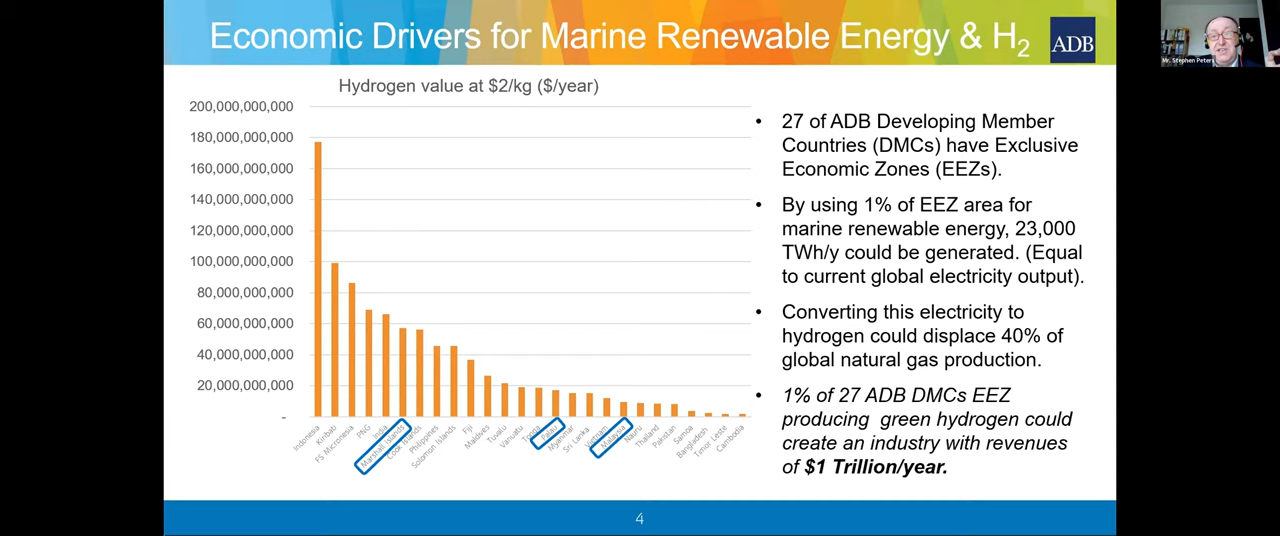 Economic Drivers for Marine Renewable Energy & H2
ADB
Mr. Stephen Peters
Hydrogen value at $2/kg ($/year)
200,000,000,000
180,000,000,000
160,000,000,000
140,000,000,000
120,000,000,000
100,000,000,000
80,000,000,000
60,000,000,000
40,000,000,000
20,000,000,000
-
Indonesia
Kiribati
FS Micronesia
PNG
India
Marshall Islands
Cook Islands
Philippines
Solomon Islands
Fiji
Maldives
Tuvalu
Vanuatu
Tonga
Palau
Myanmar
Sri Lanka
Vietnam
Malaysia
Nauru
Thailand
Pakistan
Samoa
Bangladesh
Timor Leste
Cambodia
• 27 of ADB Developing Member
Countries (DMCs) have Exclusive
Economic Zones (EEZs).
• By using 1% of EEZ area for
marine renewable energy, 23,000
TWh/y could be generated. (Equal
to current global electricity output).
• Converting this electricity to
hydrogen could displace 40% of
global natural gas production.
• 1% of 27 ADB DMCs EEZ
producing green hydrogen could
create an industry with revenues
of $1 Trillion/year.
4